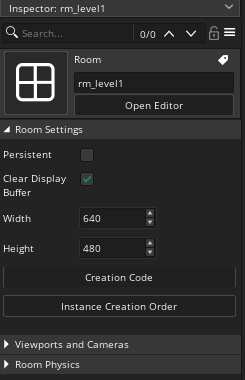 Inspector: rm_level1
Search... 0/0
Room
rm_level1
Open Editor
Room Settings
Persistent
Clear Display
Buffer
Width 640
Height 480
Creation Code
Instance Creation Order
Viewports and Cameras
Room Physics